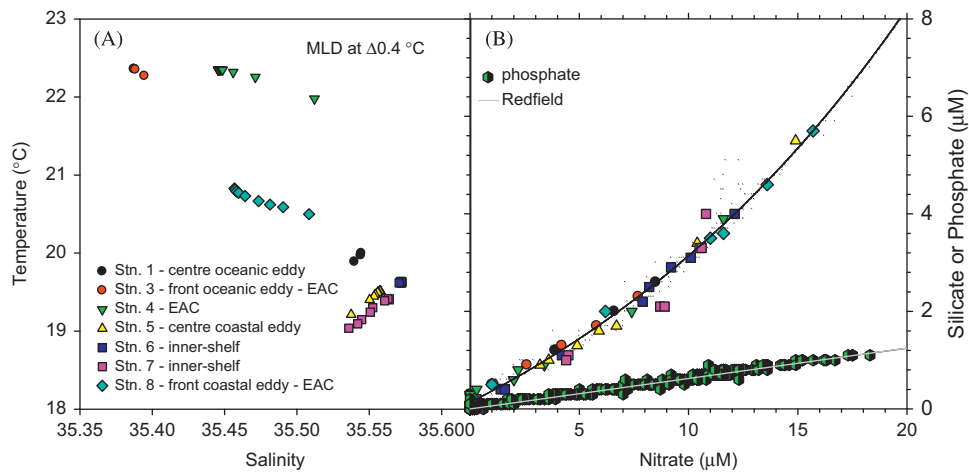 (A)
MLD at Δ0.4 °C
23
22
21
20
19
18
Temperature (°C)
Stn. 1 - centre oceanic eddy
Stn. 3 - front oceanic eddy - EAC
Stn. 4 - EAC
Stn. 5 - centre coastal eddy
Stn. 6 - inner-shelf
Stn. 7 - inner-shelf
Stn. 8 - front coastal eddy - EAC
35.35 35.40 35.45 35.50 35.55 35.600
Salinity
(B)
phosphate
Redfield
8
6
4
2
0
Silicate or Phosphate (μM)
5 10 15 20
Nitrate (μM)